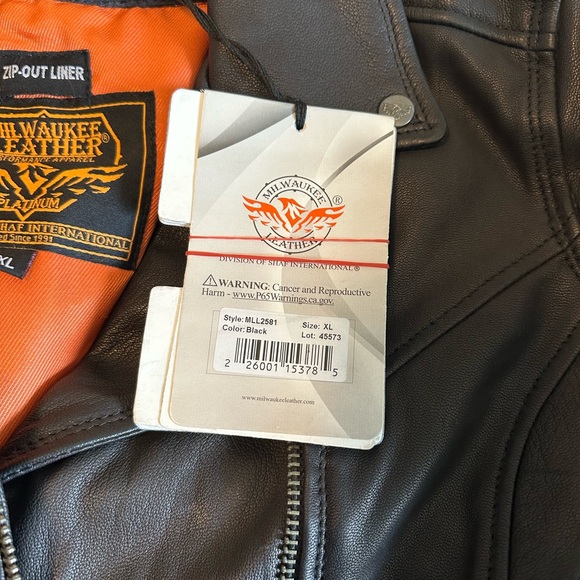 ZIP-OUT LINER
MILWAUKEE
LEATHER®
PERFORMANCE APPAREL
PLATINUM
SHAF INTERNATIONAL
Since 1991
XL
MILWAUKEE
LEATHER
®
DIVISION OF SHAF INTERNATIONAL®
⚠WARNING: Cancer and Reproductive
Harm - www.P65Warnings.ca.gov.
Style:MLL2581 Size: XL
Color:Black Lot: 45573
2 26001 15378 5
www.milwaukeeleather.com